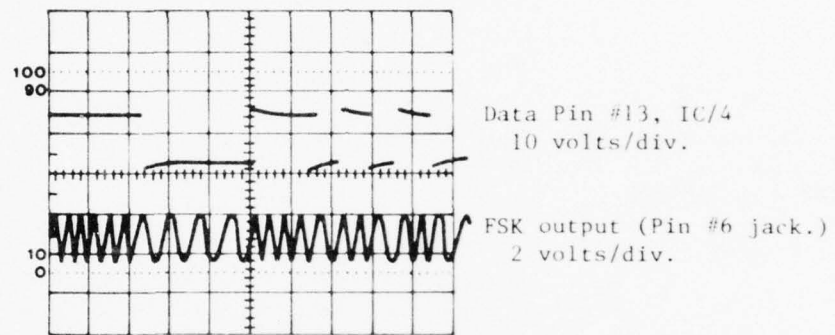 100
90
Data Pin #13, IC/4
10 volts/div.
FSK output (Pin #6 jack.)
2 volts/div.
10
0